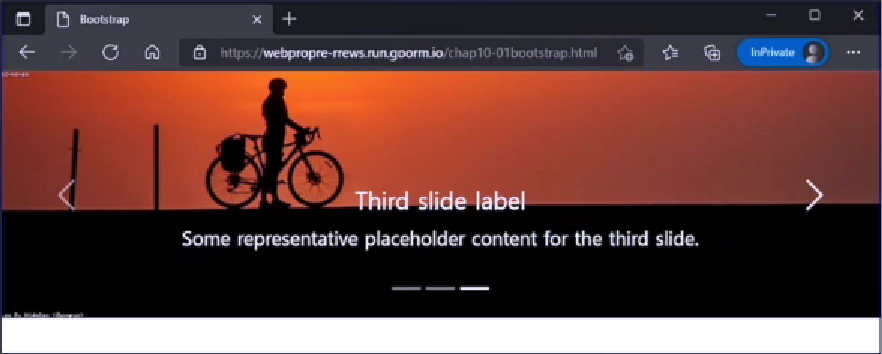 Bootstrap
https://webpropre-rrews.run.goorm.io/chap10-01bootstrap.html
InPrivate
Third slide label
Some representative placeholder content for the third slide.